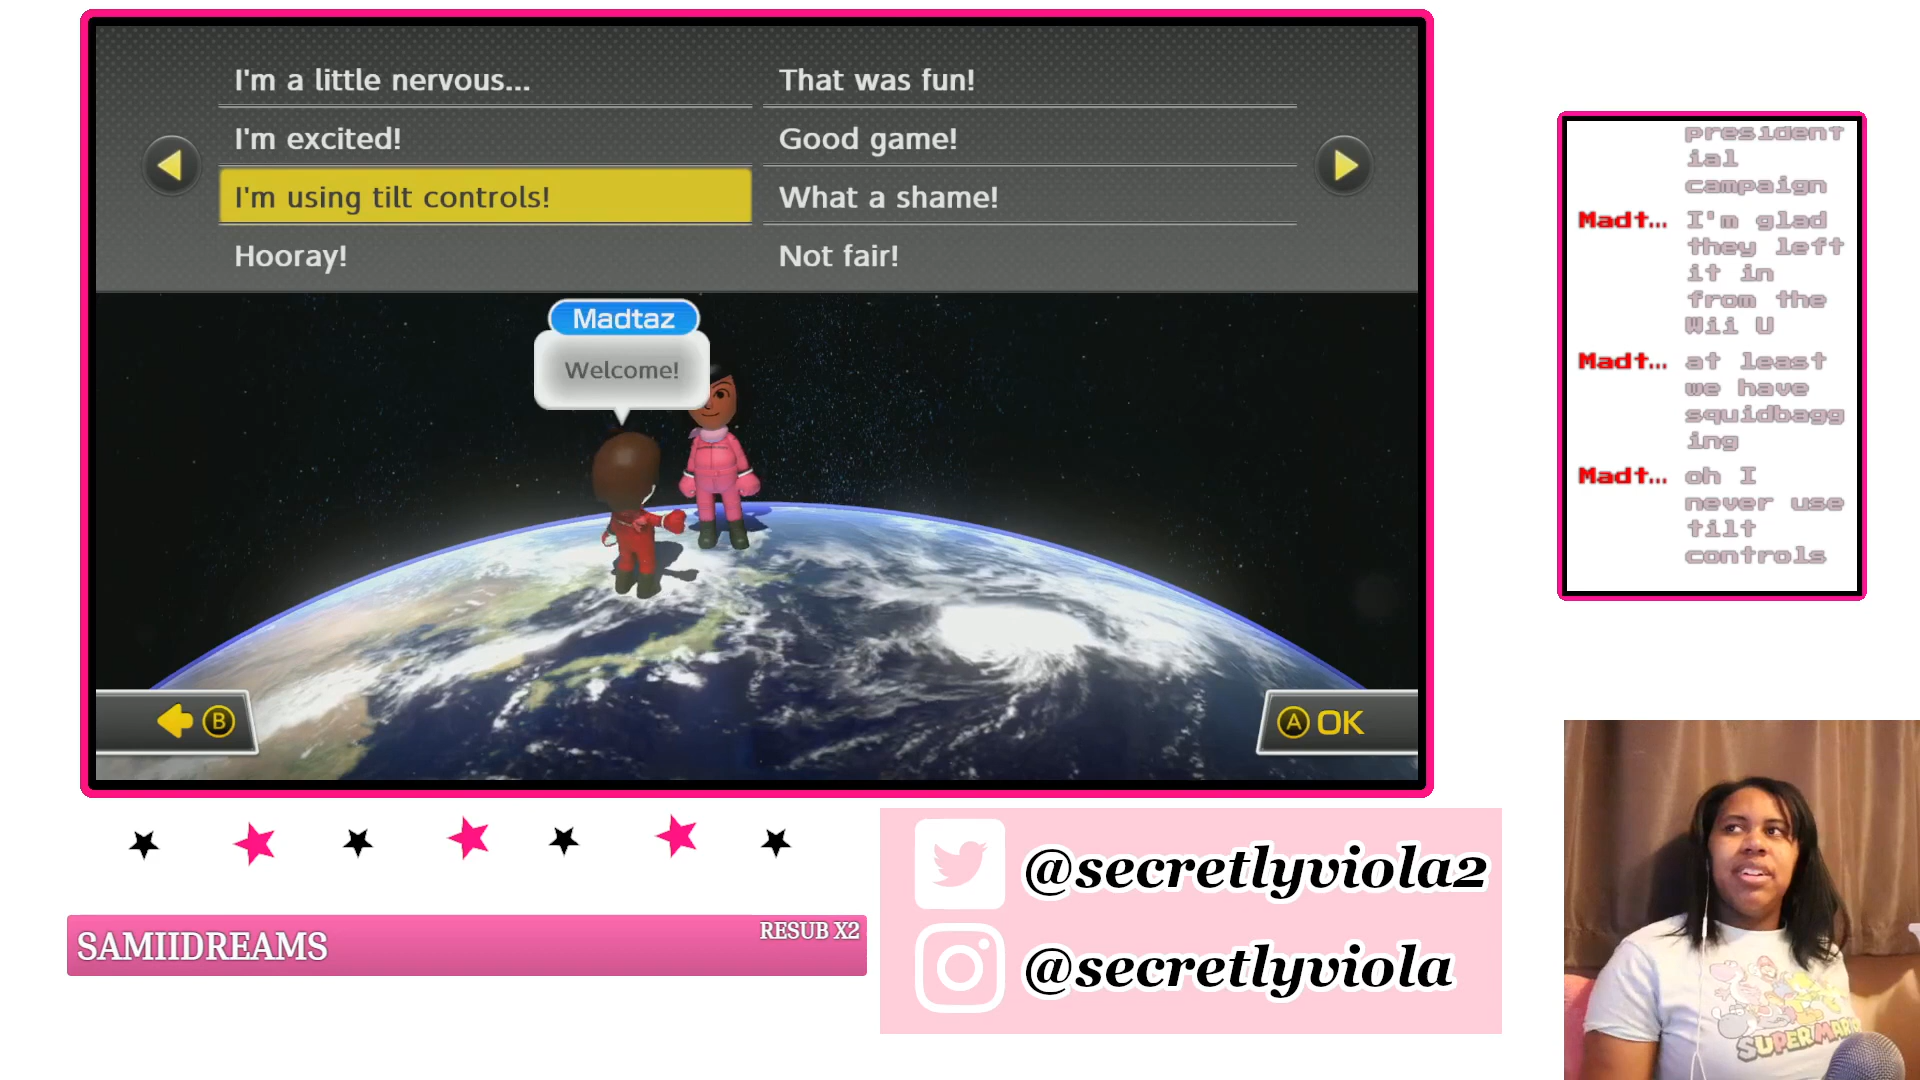 I'm a little nervous...
That was fun!
I'm excited!
Good game!
I'm using tilt controls!
What a shame!
Hooray!
Not fair!
Madtaz
Welcome!
B
A OK
president
ial
campaign
Madt... I'm glad
they left
it in
from the
Wii U
Madt... at least
we have
squidbagg
ing
Madt... oh I
never use
tilt
controls
@secretlyviola2
@secretlyviola
SAMIIDREAMS
RESUB X2
SUPER MARIO